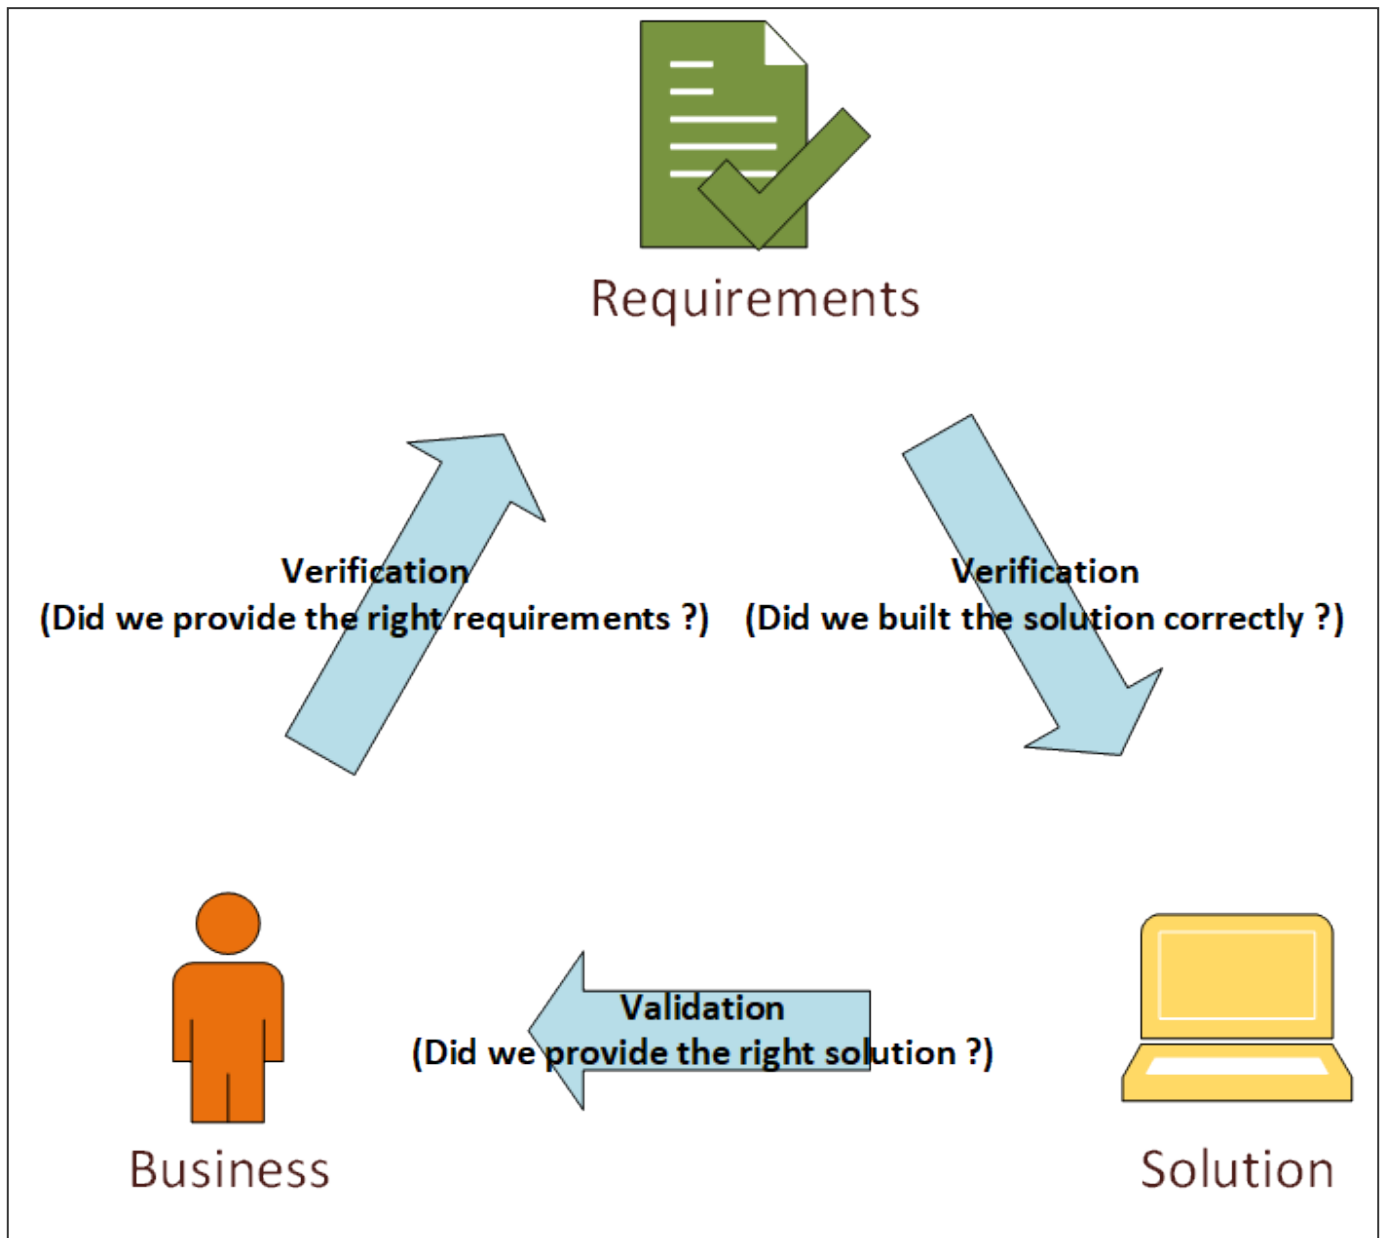 Requirements
Verification
(Did we provide the right requirements ?)
Verification
(Did we built the solution correctly ?)
Validation
(Did we provide the right solution ?)
Business
Solution